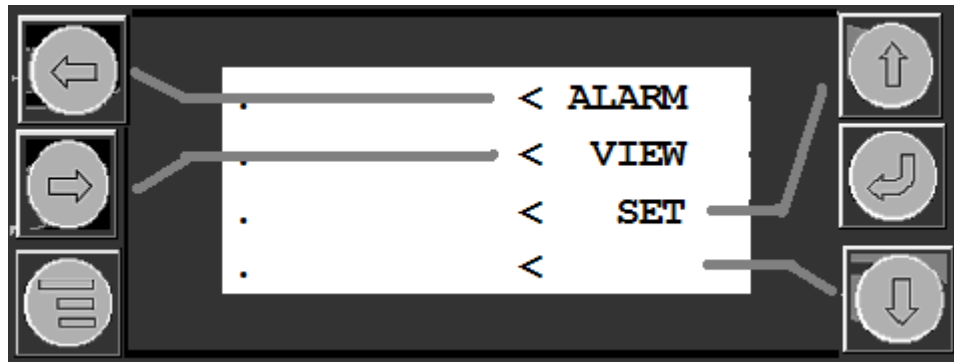 . < ALARM
. < VIEW
. < SET
. <